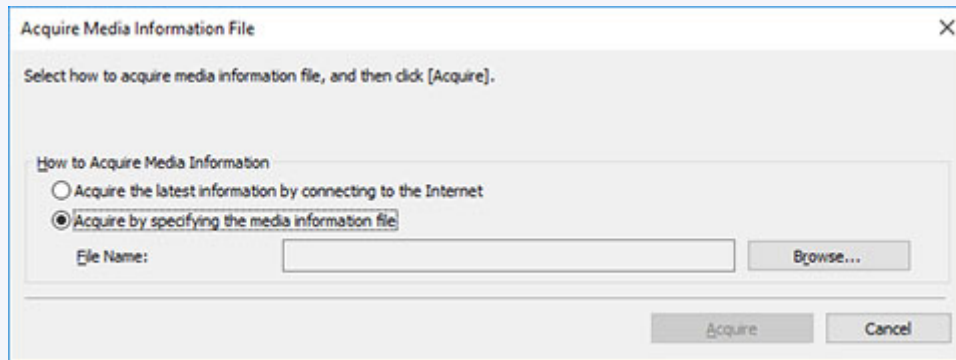 Acquire Media Information File
Select how to acquire media information file, and then click [Acquire].
How to Acquire Media Information
Acquire the latest information by connecting to the Internet
Acquire by specifying the media information file
File Name:
Browse...
Acquire
Cancel